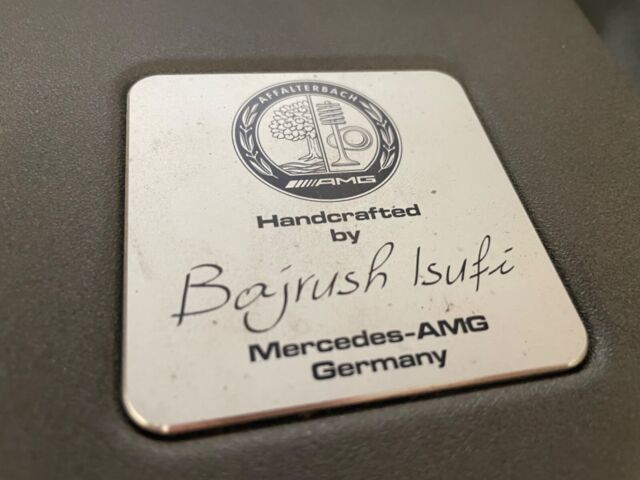 AFFALTERBACH
AMG
Handcrafted
by
Bajrush Isufi
Mercedes-AMG
Germany